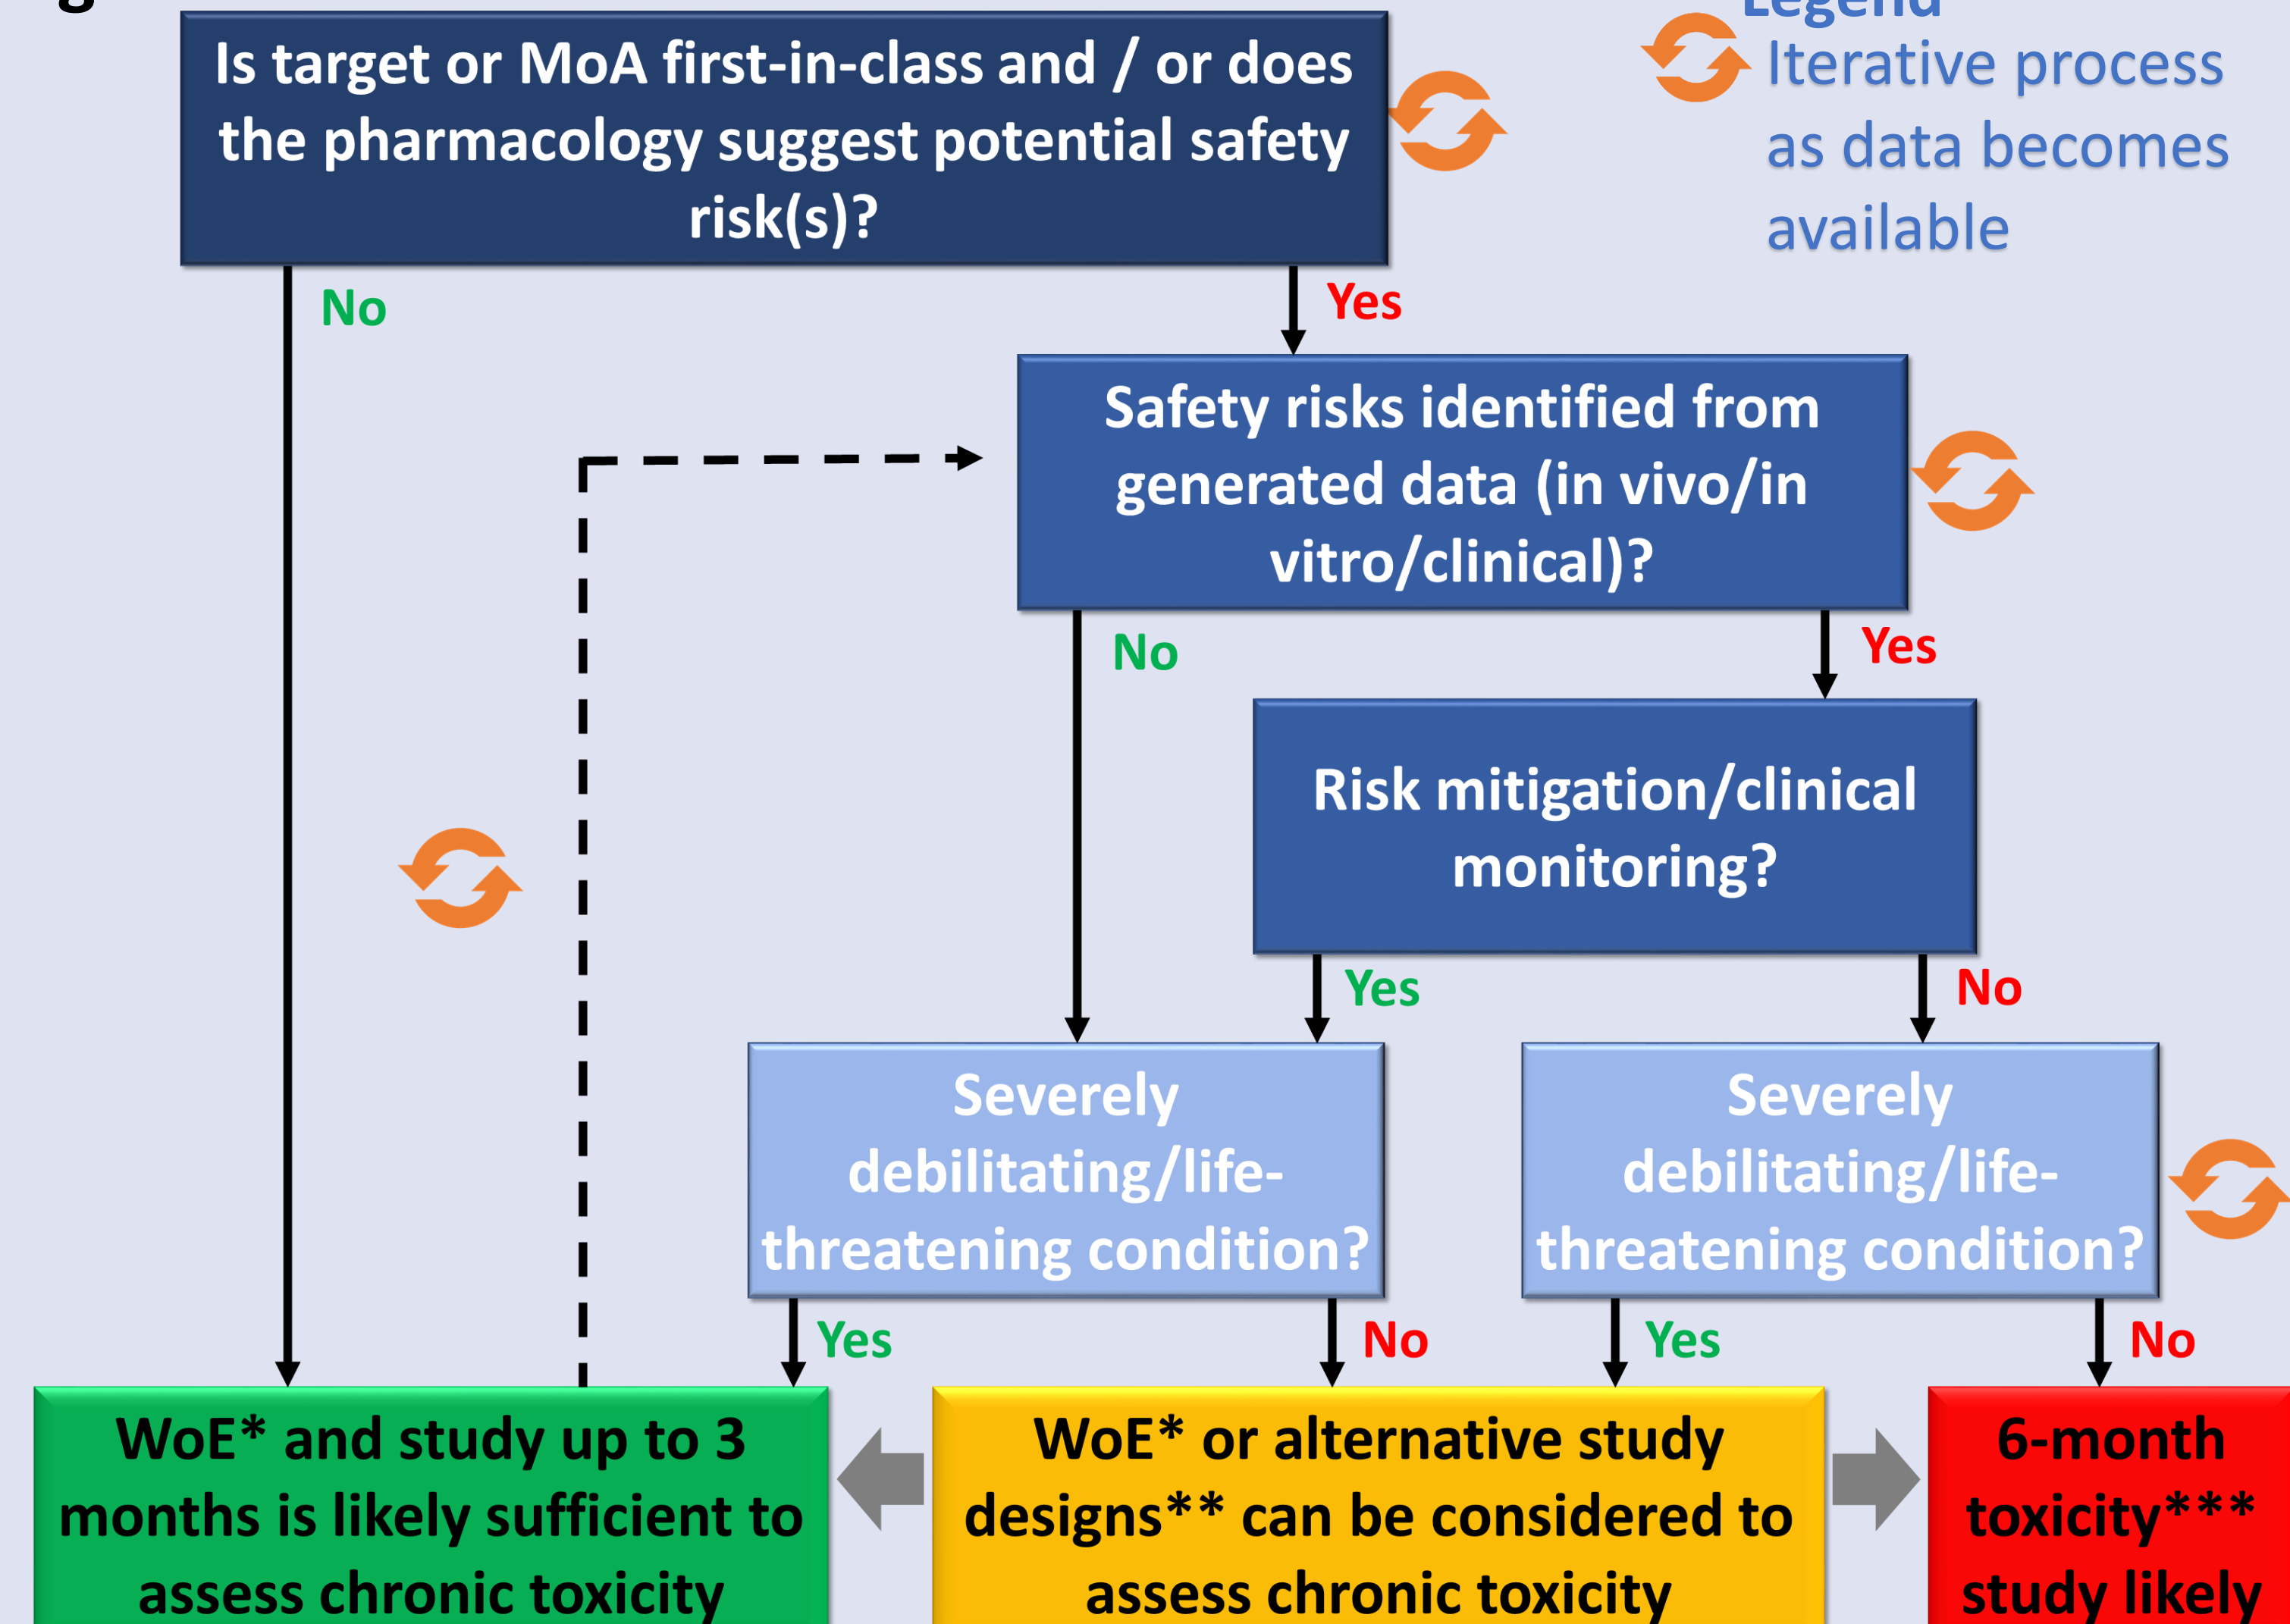 Legend
Is target or MoA first-in-class and / or does
the pharmacology suggest potential safety
risk(s)?
Iterative process
as data becomes
available
No
Yes
Safety risks identified from
generated data (in vivo/in
vitro/clinical)?
No
Yes
Risk mitigation/clinical
monitoring?
Yes
No
Severely
debilitating/life-
threatening condition?
Severely
debilitating/life-
threatening condition?
Yes
No
Yes
No
WoE* and study up to 3
months is likely sufficient to
assess chronic toxicity
WoE* or alternative study
designs** can be considered to
assess chronic toxicity
6-month
toxicity***
study likely